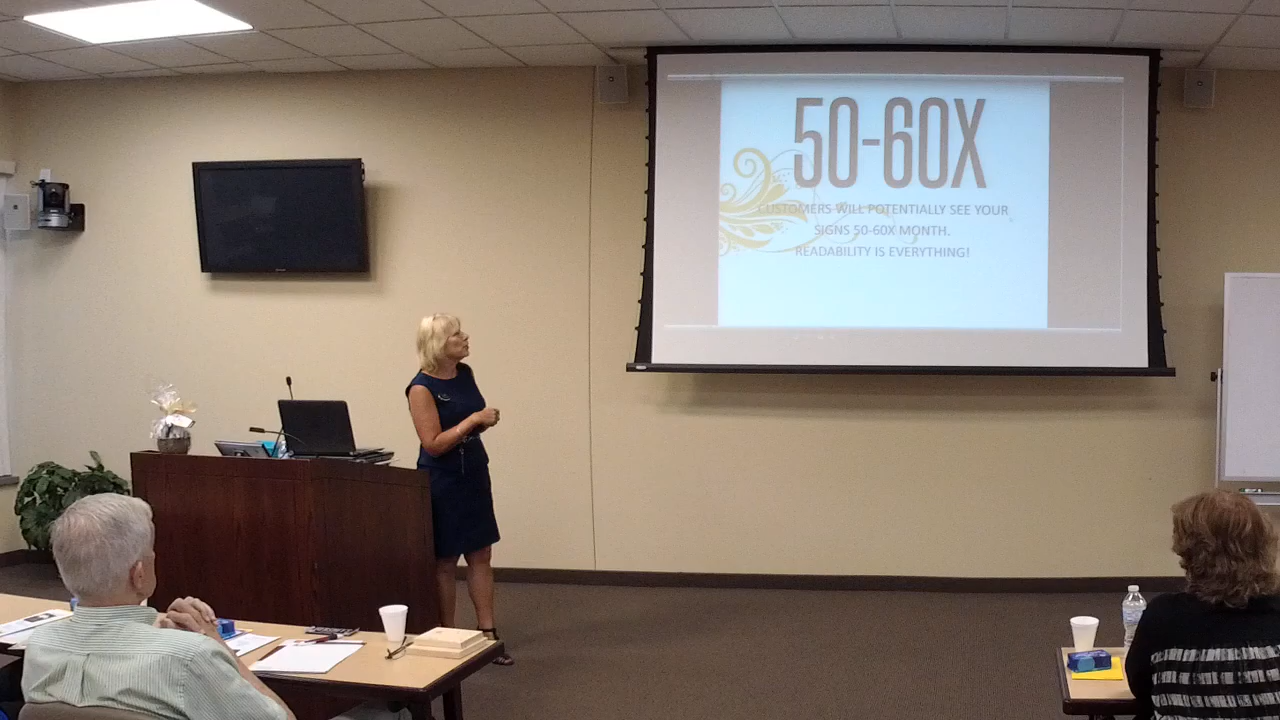 50-60X
CUSTOMERS WILL POTENTIALLY SEE YOUR
SIGNS 50-60X MONTH.
READABILITY IS EVERYTHING!